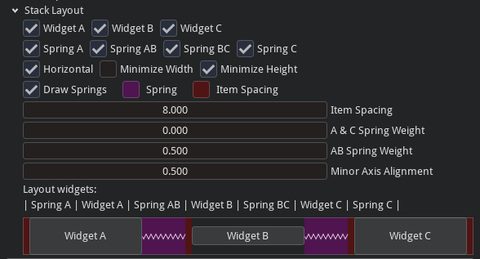 Stack Layout
Widget A Widget B Widget C
Spring A Spring AB Spring BC Spring C
Horizontal Minimize Width Minimize Height
Draw Springs Spring Item Spacing
8.000 Item Spacing
0.000 A & C Spring Weight
0.500 AB Spring Weight
0.500 Minor Axis Alignment
Layout widgets:
| Spring A | Widget A | Spring AB | Widget B | Spring BC | Widget C | Spring C |
Widget A Widget B Widget C